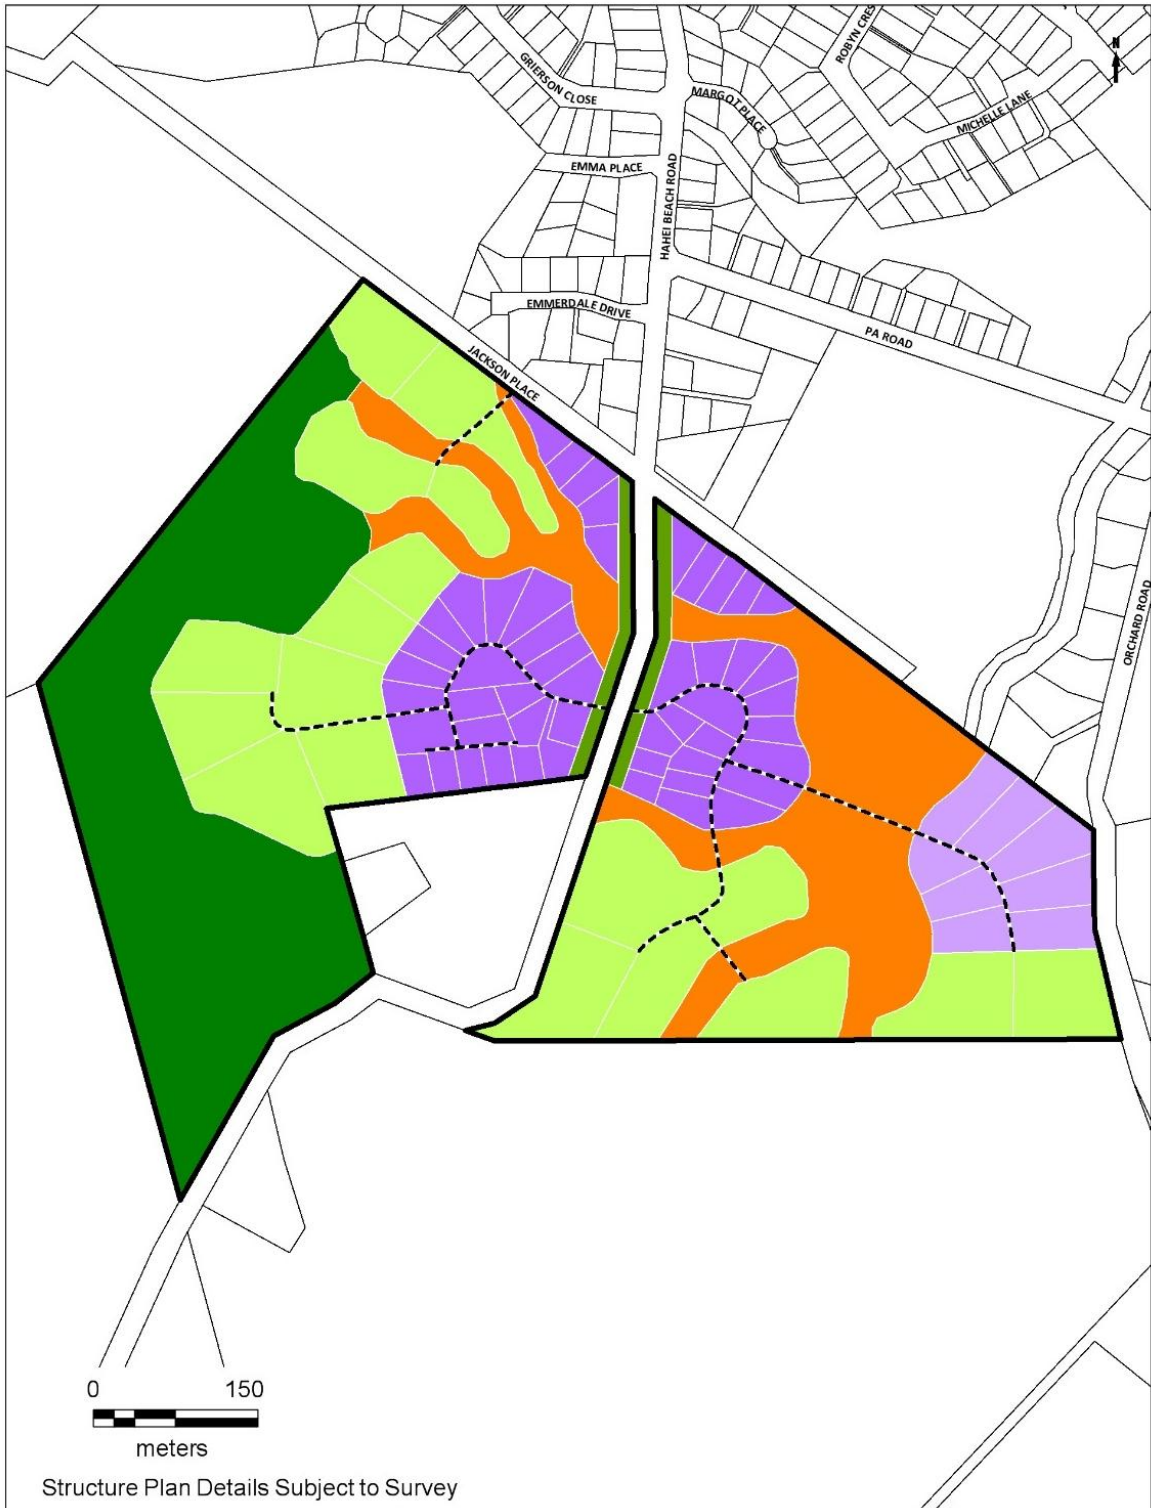 N
ROBYN CRES
GRIERSON CLOSE
MARGOT PLACE
MICHELLE LANE
EMMA PLACE
HAHEI BEACH ROAD
EMMERDALE DRIVE
PA ROAD
JACKSON PLACE
ORCHARD ROAD
0 150
meters
Structure Plan Details Subject to Survey